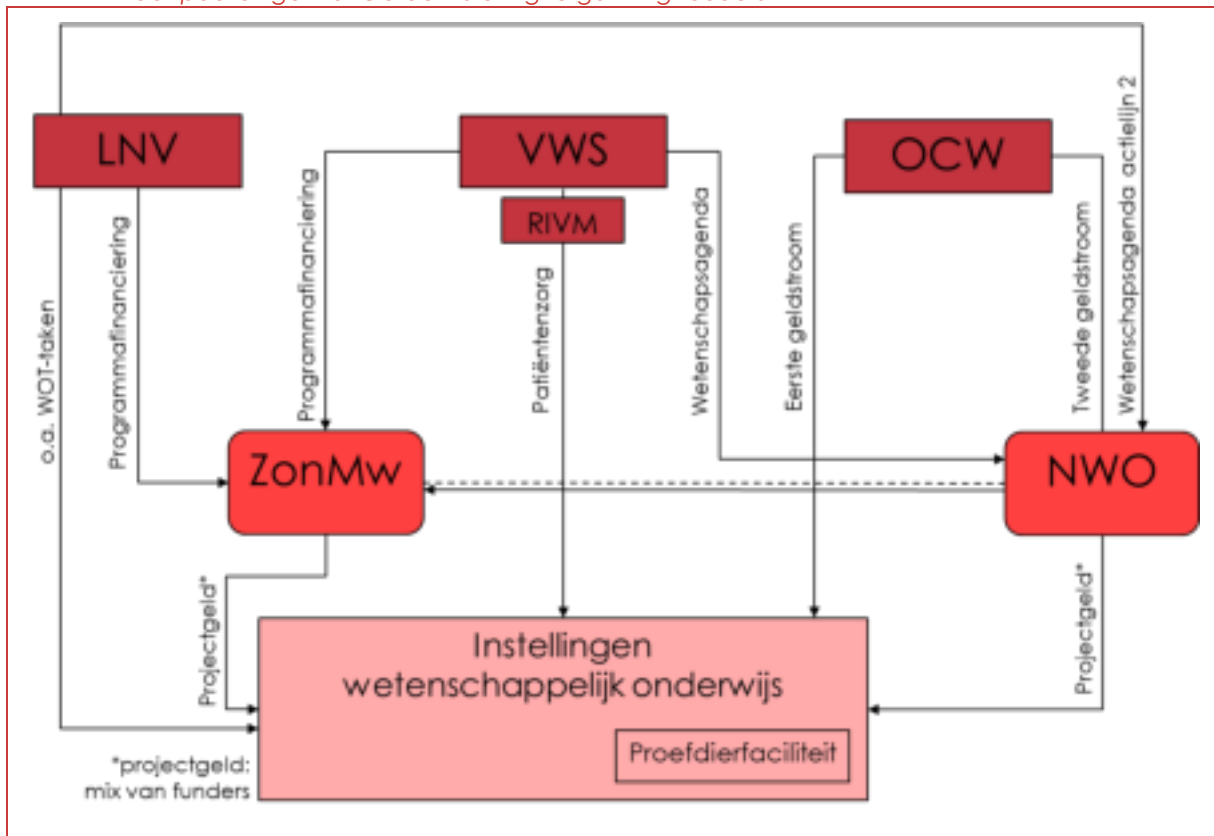 LNV
VWS
OCW
RIVM
o.a. WOT-taken
Programmafinanciering
Programmafinanciering
Patiëntenzorg
Wetenschapsagenda
Eerste geldstroom
Tweede geldstroom
Wetenschapsagenda actielijn 2
ZonMw
NWO
Projectgeld*
Projectgeld*
Instellingen
wetenschappelijk onderwijs
Proefdierfaciliteit
*projectgeld:
mix van funders